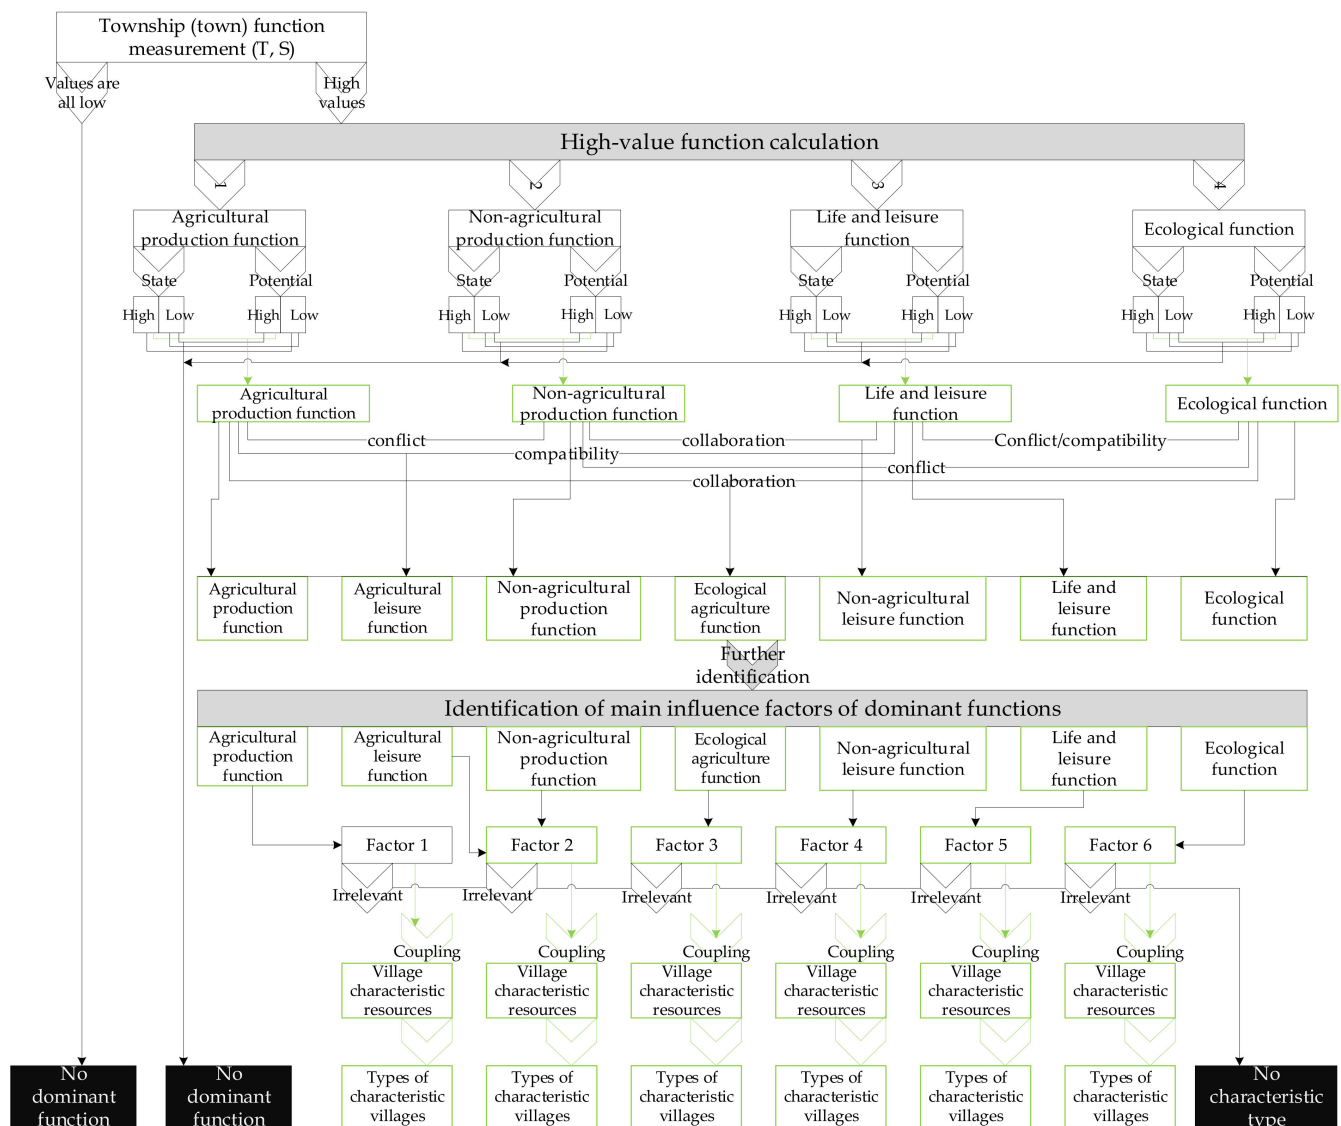 Township (town) function
measurement (T, S)
Values are
all low
High
values
High-value function calculation
1
2
3
4
Agricultural
production function
Non-agricultural
production function
Life and leisure
function
Ecological function
State
Potential
State
Potential
State
Potential
State
Potential
High
Low
High
Low
High
Low
High
Low
High
Low
High
Low
High
Low
High
Low
Agricultural
production function
Non-agricultural
production function
Life and leisure
function
Ecological function
conflict
collaboration
Conflict/compatibility
compatibility
conflict
collaboration
Agricultural
production
function
Agricultural
leisure
function
Non-agricultural
production
function
Ecological
agriculture
function
Non-agricultural
leisure function
Life and
leisure
function
Ecological
function
Further
identification
Identification of main influence factors of dominant functions
Agricultural
production
function
Agricultural
leisure
function
Non-agricultural
production
function
Ecological
agriculture
function
Non-agricultural
leisure function
Life and
leisure
function
Ecological
function
Factor 1
Factor 2
Factor 3
Factor 4
Factor 5
Factor 6
Irrelevant
Irrelevant
Irrelevant
Irrelevant
Irrelevant
Irrelevant
Coupling
Coupling
Coupling
Coupling
Coupling
Coupling
Village
characteristic
resources
Village
characteristic
resources
Village
characteristic
resources
Village
characteristic
resources
Village
characteristic
resources
Village
characteristic
resources
No
dominant
function
No
dominant
function
Types of
characteristic
villages
Types of
characteristic
villages
Types of
characteristic
villages
Types of
characteristic
villages
Types of
characteristic
villages
Types of
characteristic
villages
No
characteristic
type